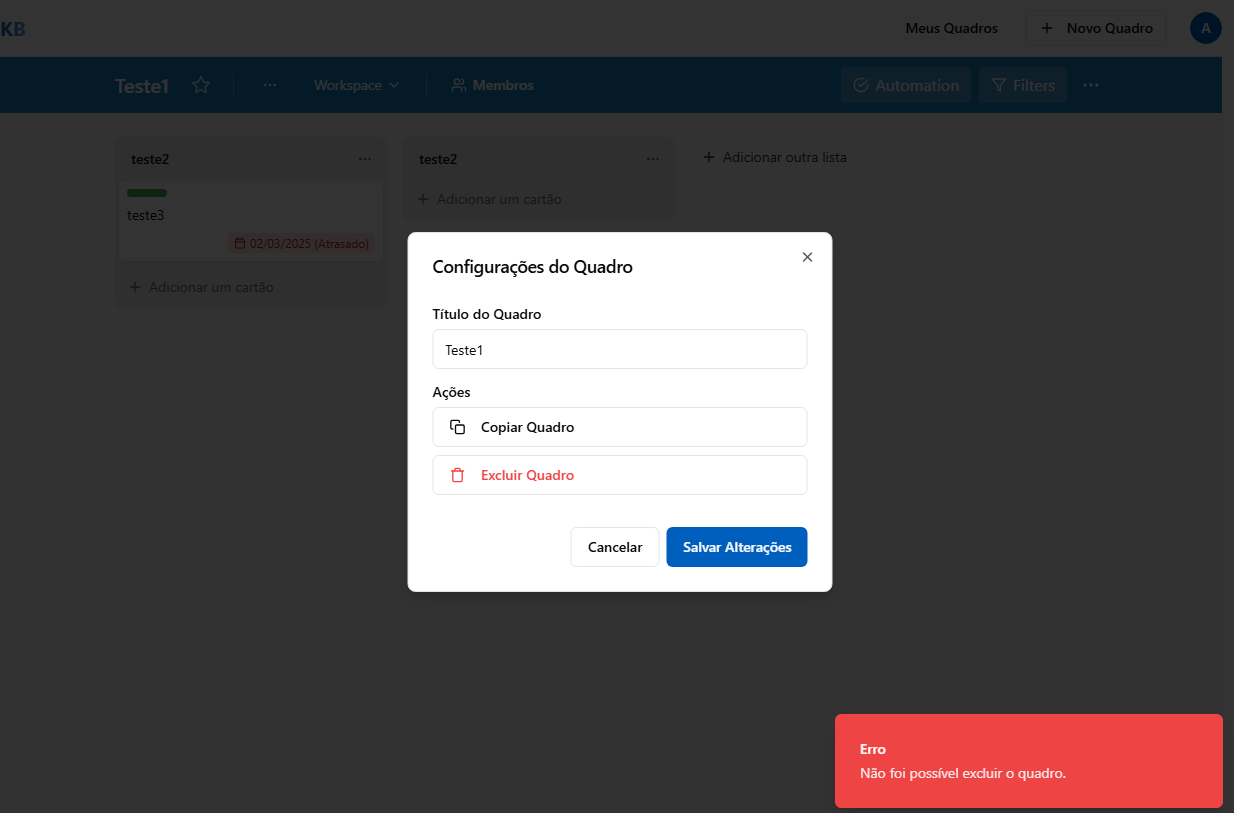 KB
Meus Quadros
+ Novo Quadro
A
Teste1
...
Workspace
Membros
Automation
Filters
...
teste2
...
teste3
02/03/2025 (Atrasado)
+ Adicionar um cartão
teste2
...
+ Adicionar um cartão
+ Adicionar outra lista
Configurações do Quadro
Título do Quadro
Teste1
Ações
Copiar Quadro
Excluir Quadro
Cancelar
Salvar Alterações
Erro
Não foi possível excluir o quadro.